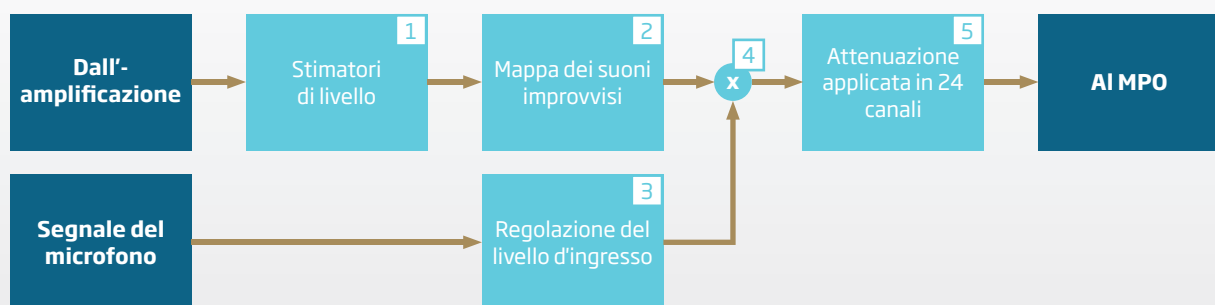 Dall'-
amplificazione
1
Stimatori
di livello
2
Mappa dei suoni
improvvisi
4
x
5
Attenuazione
applicata in 24
canali
Al MPO
Segnale del
microfono
3
Regolazione del
livello d'ingresso